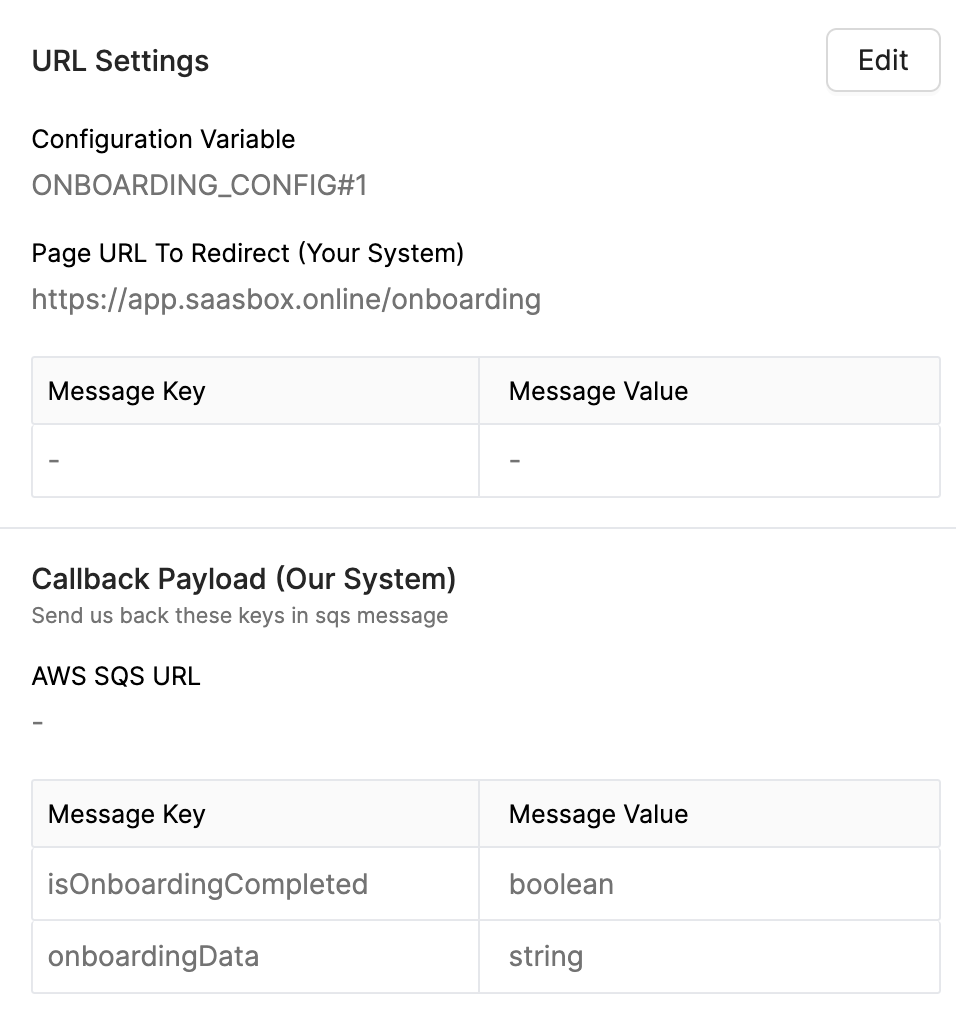 URL Settings
Edit
Configuration Variable
ONBOARDING_CONFIG#1
Page URL To Redirect (Your System)
https://app.saasbox.online/onboarding
Message Key Message Value
- -
Callback Payload (Our System)
Send us back these keys in sqs message
AWS SQS URL
-
Message Key Message Value
isOnboardingCompleted boolean
onboardingData string